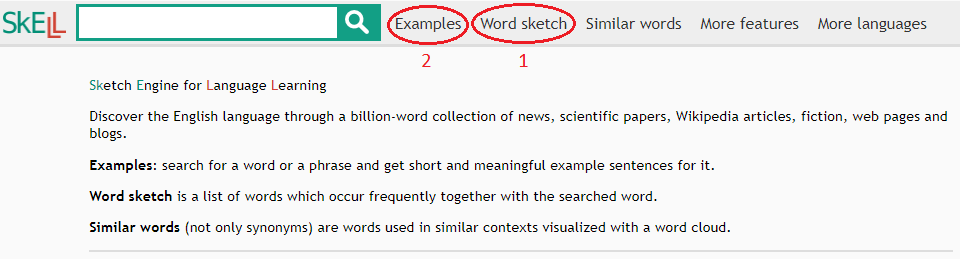 SkELL Examples Word sketch Similar words More features More languages
2 1
Sketch Engine for Language Learning
Discover the English language through a billion-word collection of news, scientific papers, Wikipedia articles, fiction, web pages and
blogs.
Examples: search for a word or a phrase and get short and meaningful example sentences for it.
Word sketch is a list of words which occur frequently together with the searched word.
Similar words (not only synonyms) are words used in similar contexts visualized with a word cloud.